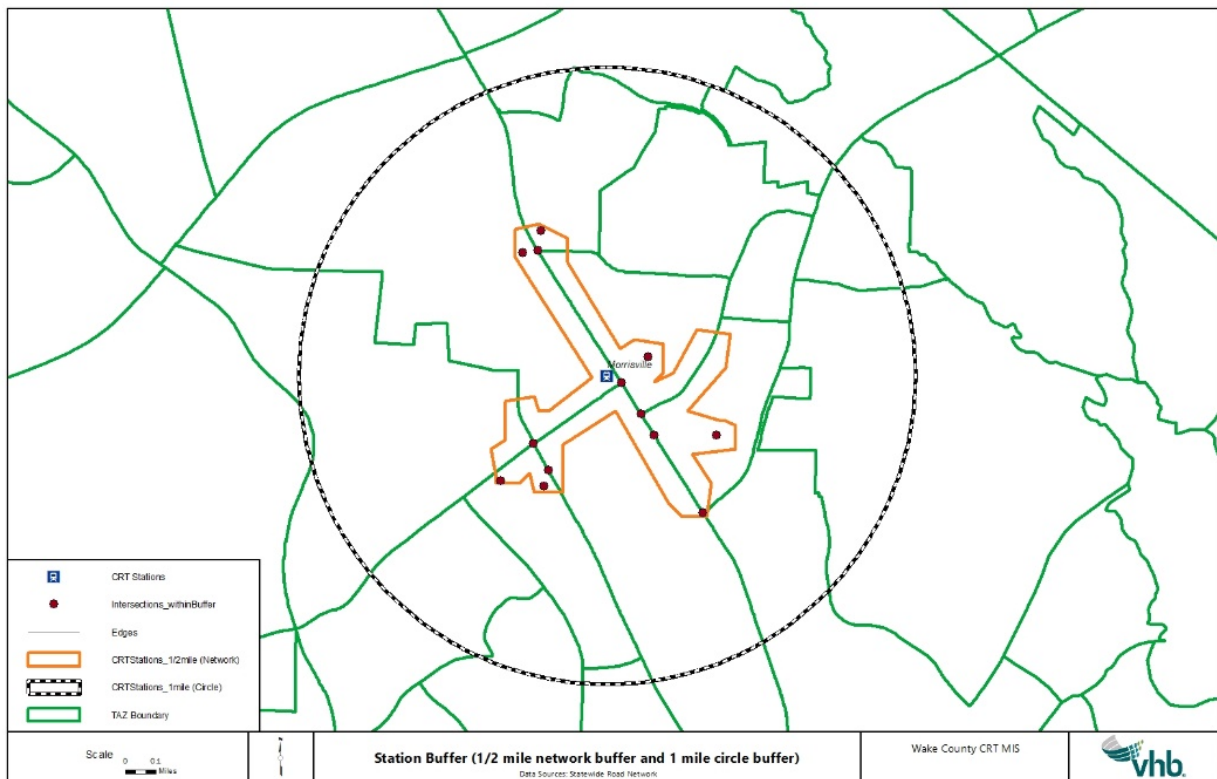 Morrisville
CRT Stations
Intersections_withinBuffer
Edges
CRTStations_1/2mile (Network)
CRTStations_1mile (Circle)
TAZ Boundary
Scale
0 0.1
Miles
Station Buffer (1/2 mile network buffer and 1 mile circle buffer)
Data Sources: Statewide Road Network
Wake County CRT MIS
vhb